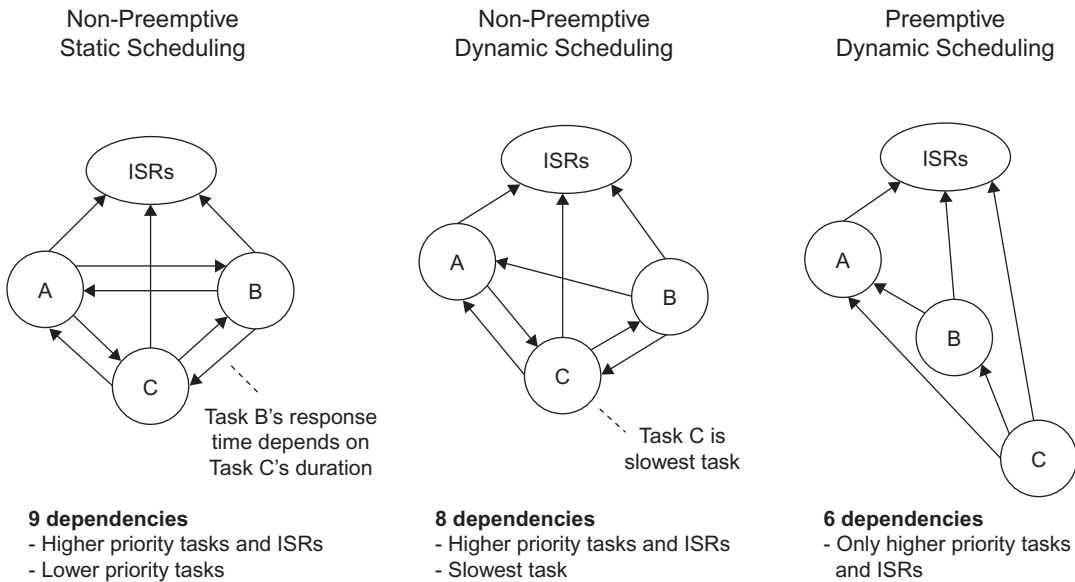 Non-Preemptive
Static Scheduling
ISRs
A
B
C
Task B’s response
time depends on
Task C’s duration
9 dependencies
- Higher priority tasks and ISRs
- Lower priority tasks
Non-Preemptive
Dynamic Scheduling
ISRs
A
B
C
Task C is
slowest task
8 dependencies
- Higher priority tasks and ISRs
- Slowest task
Preemptive
Dynamic Scheduling
ISRs
A
B
C
6 dependencies
- Only higher priority tasks
and ISRs